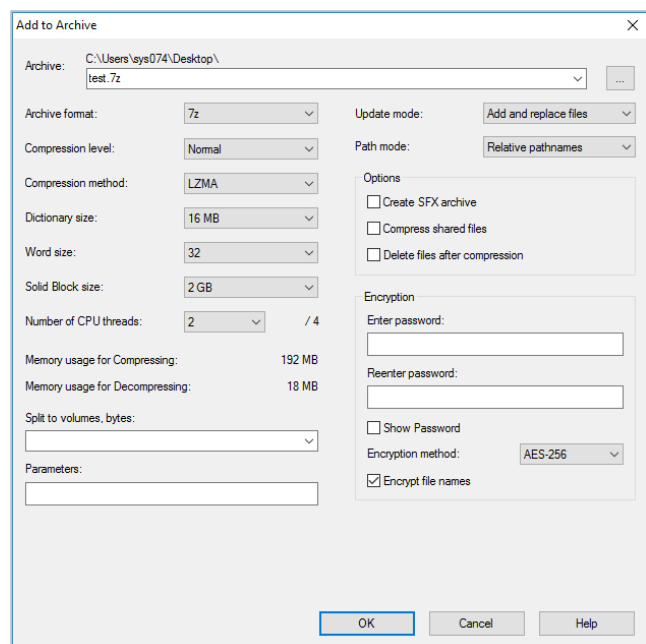 Add to Archive
Archive:
C:\Users\sys074\Desktop\
test.7z
...
Archive format:
7z
Compression level:
Normal
Compression method:
LZMA
Dictionary size:
16 MB
Word size:
32
Solid Block size:
2 GB
Number of CPU threads:
2
/ 4
Memory usage for Compressing:
192 MB
Memory usage for Decompressing:
18 MB
Split to volumes, bytes:
Parameters:
Update mode:
Add and replace files
Path mode:
Relative pathnames
Options
Create SFX archive
Compress shared files
Delete files after compression
Encryption
Enter password:
Reenter password:
Show Password
Encryption method:
AES-256
Encrypt file names
OK
Cancel
Help